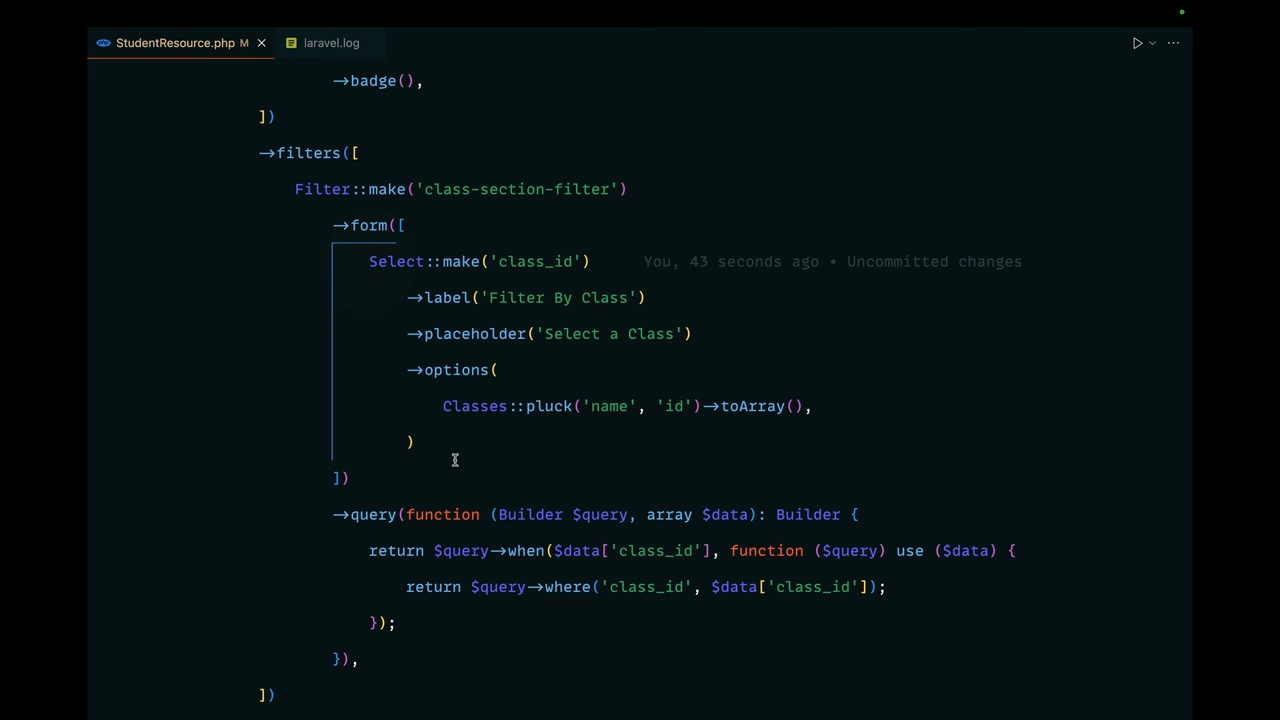 StudentResource.php M
laravel.log
->badge(),
])
->filters([
Filter::make('class-section-filter')
->form([
Select::make('class_id') You, 43 seconds ago • Uncommitted changes
->label('Filter By Class')
->placeholder('Select a Class')
->options(
Classes::pluck('name', 'id')->toArray(),
)
])
->query(function (Builder $query, array $data): Builder {
return $query->when($data['class_id'], function ($query) use ($data) {
return $query->where('class_id', $data['class_id']);
});
}),
])